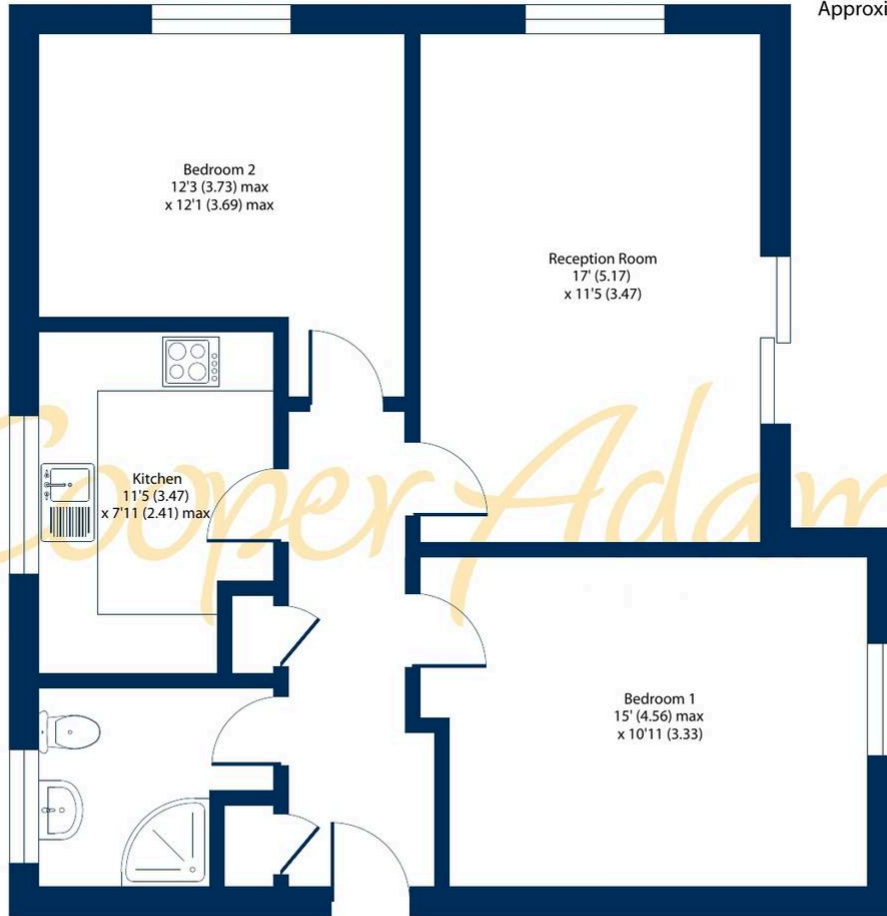 Approxi
Bedroom 2
12'3 (3.73) max
x 12'1 (3.69) max
Reception Room
17' (5.17)
x 11'5 (3.47)
Kitchen
11'5 (3.47)
x 7'11 (2.41) max
Cooper Adam
Bedroom 1
15' (4.56) max
x 10'11 (3.33)